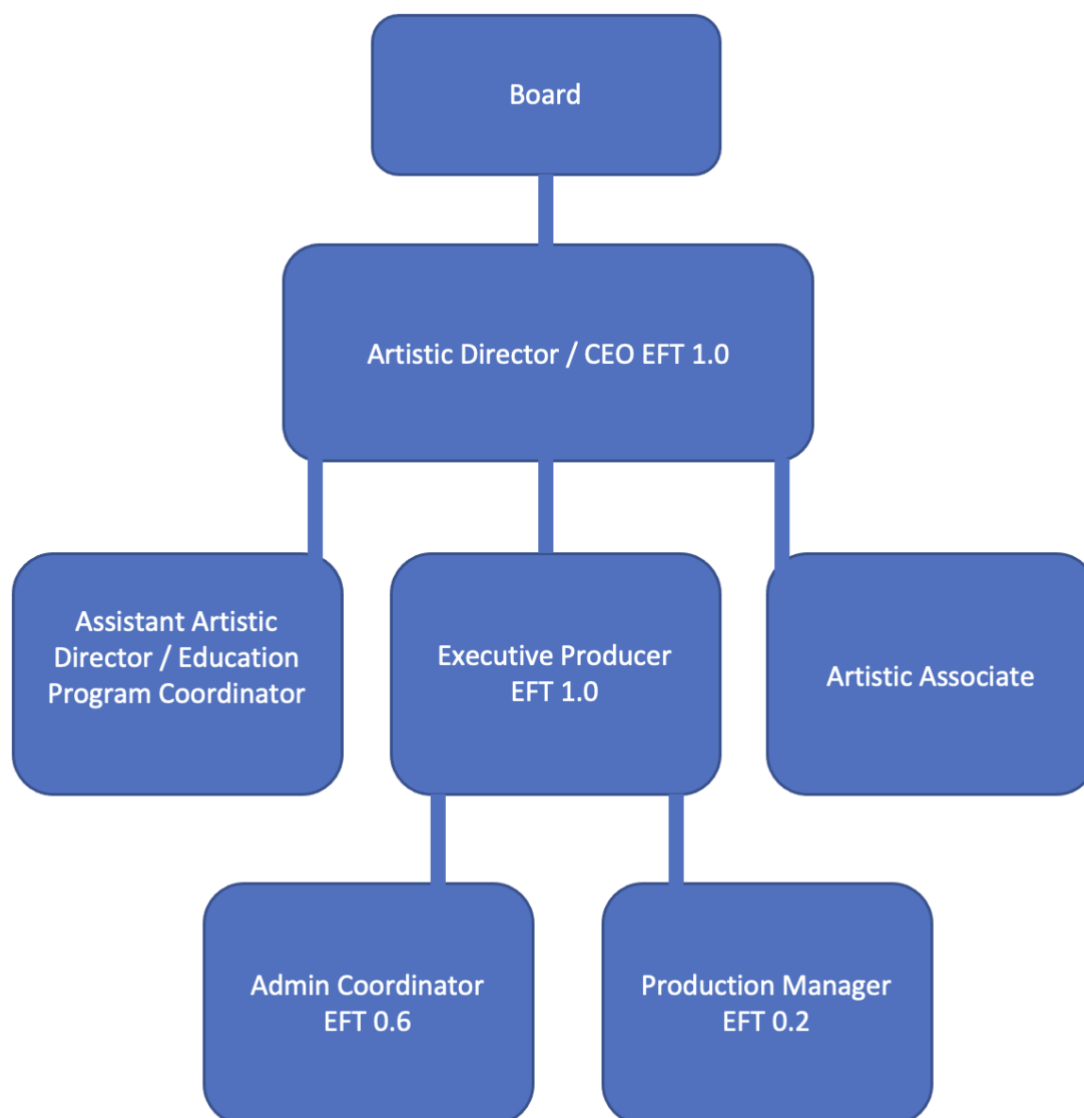 Board
Artistic Director / CEO EFT 1.0
Assistant Artistic
Director / Education
Program Coordinator
Executive Producer
EFT 1.0
Artistic Associate
Admin Coordinator
EFT 0.6
Production Manager
EFT 0.2